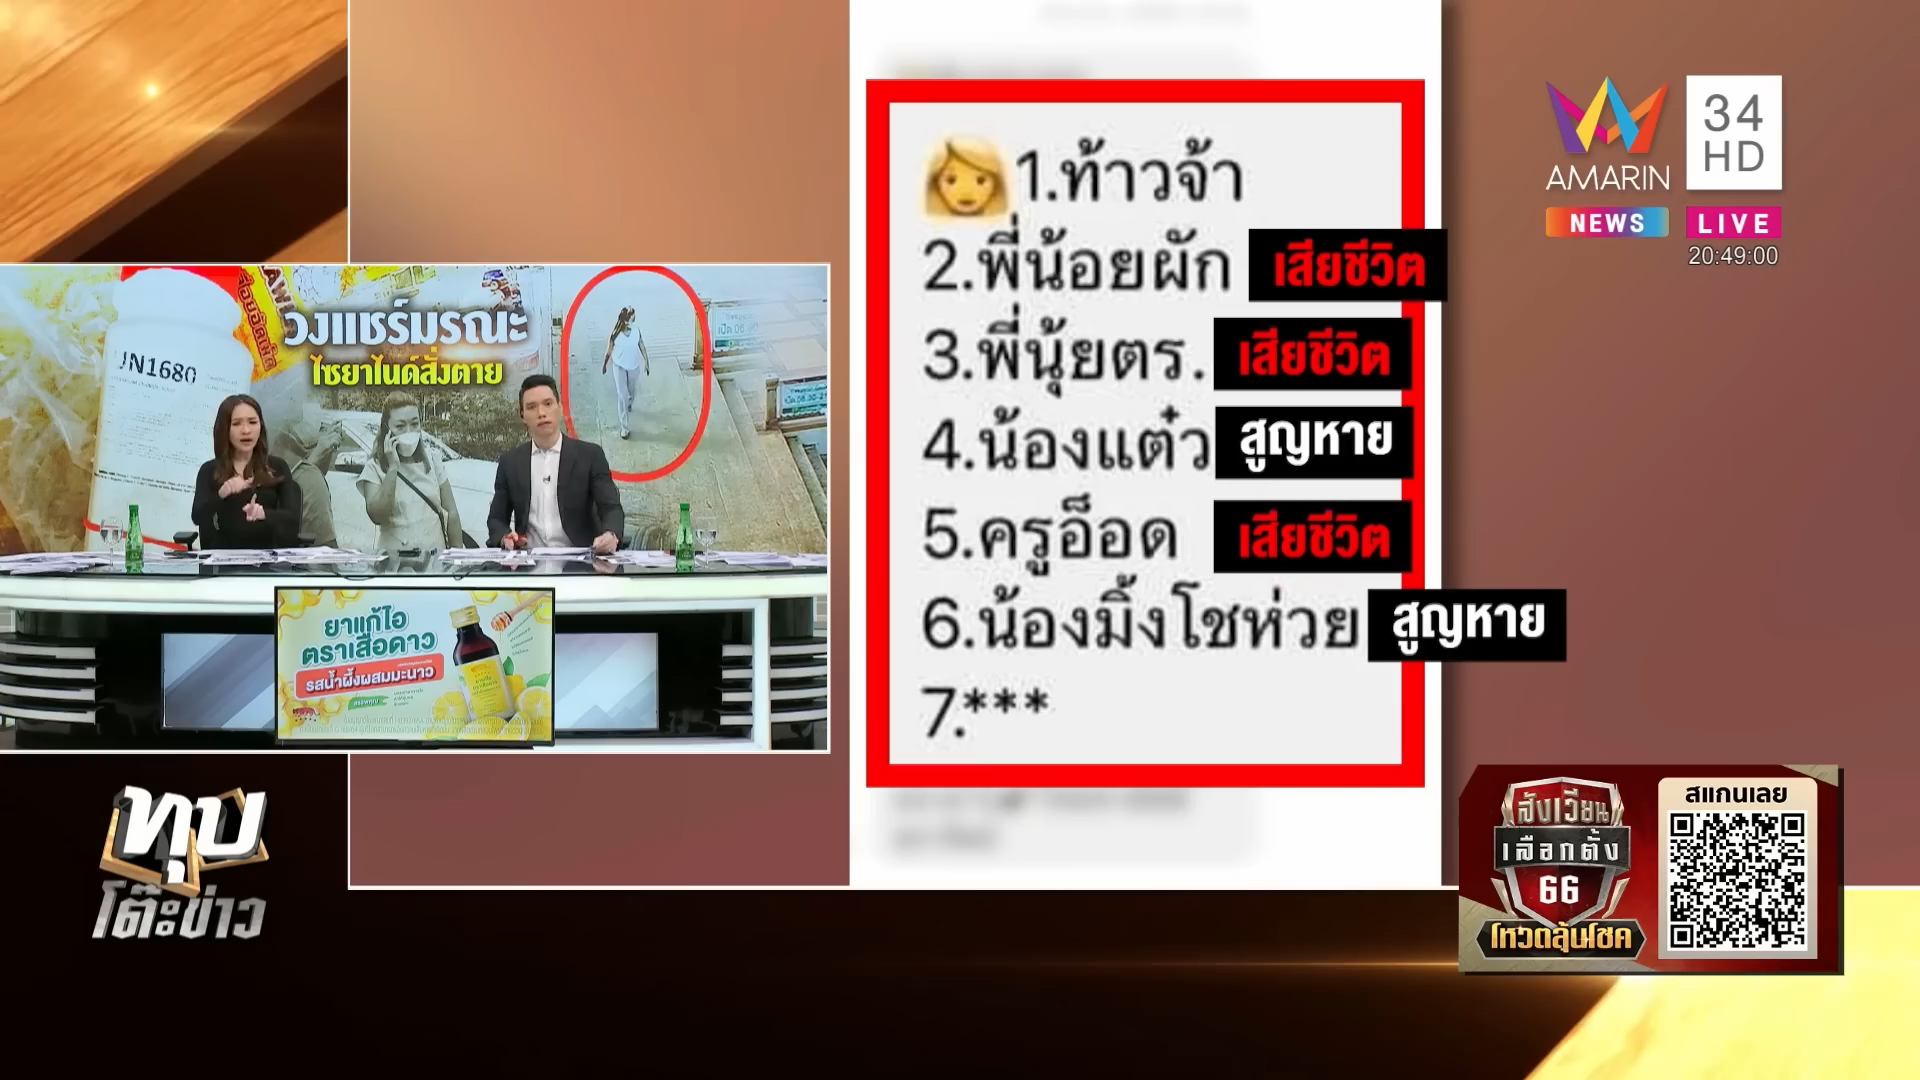 1.ท้าวจ้า
2.พี่น้อยผัก เสียชีวิต
3.พี่นุ้ยตร. เสียชีวิต
4.น้องแต๋ว สูญหาย
5.ครูอ็อด เสียชีวิต
6.น้องมิ้งโชห่วย สูญหาย
7.***
AMARIN
34
HD
NEWS
LIVE
20:49:00
วงแชร์มรณะ
ไซยาไนด์สั่งตาย
UN1680
ยาแก้ไอ
ตราเสือดาว
รสน้ำผึ้งผสมมะนาว
ทุบ
โต๊ะข่าว
สังเวียน
เลือกตั้ง
66
โหวตลุ้นโชค
สแกนเลย